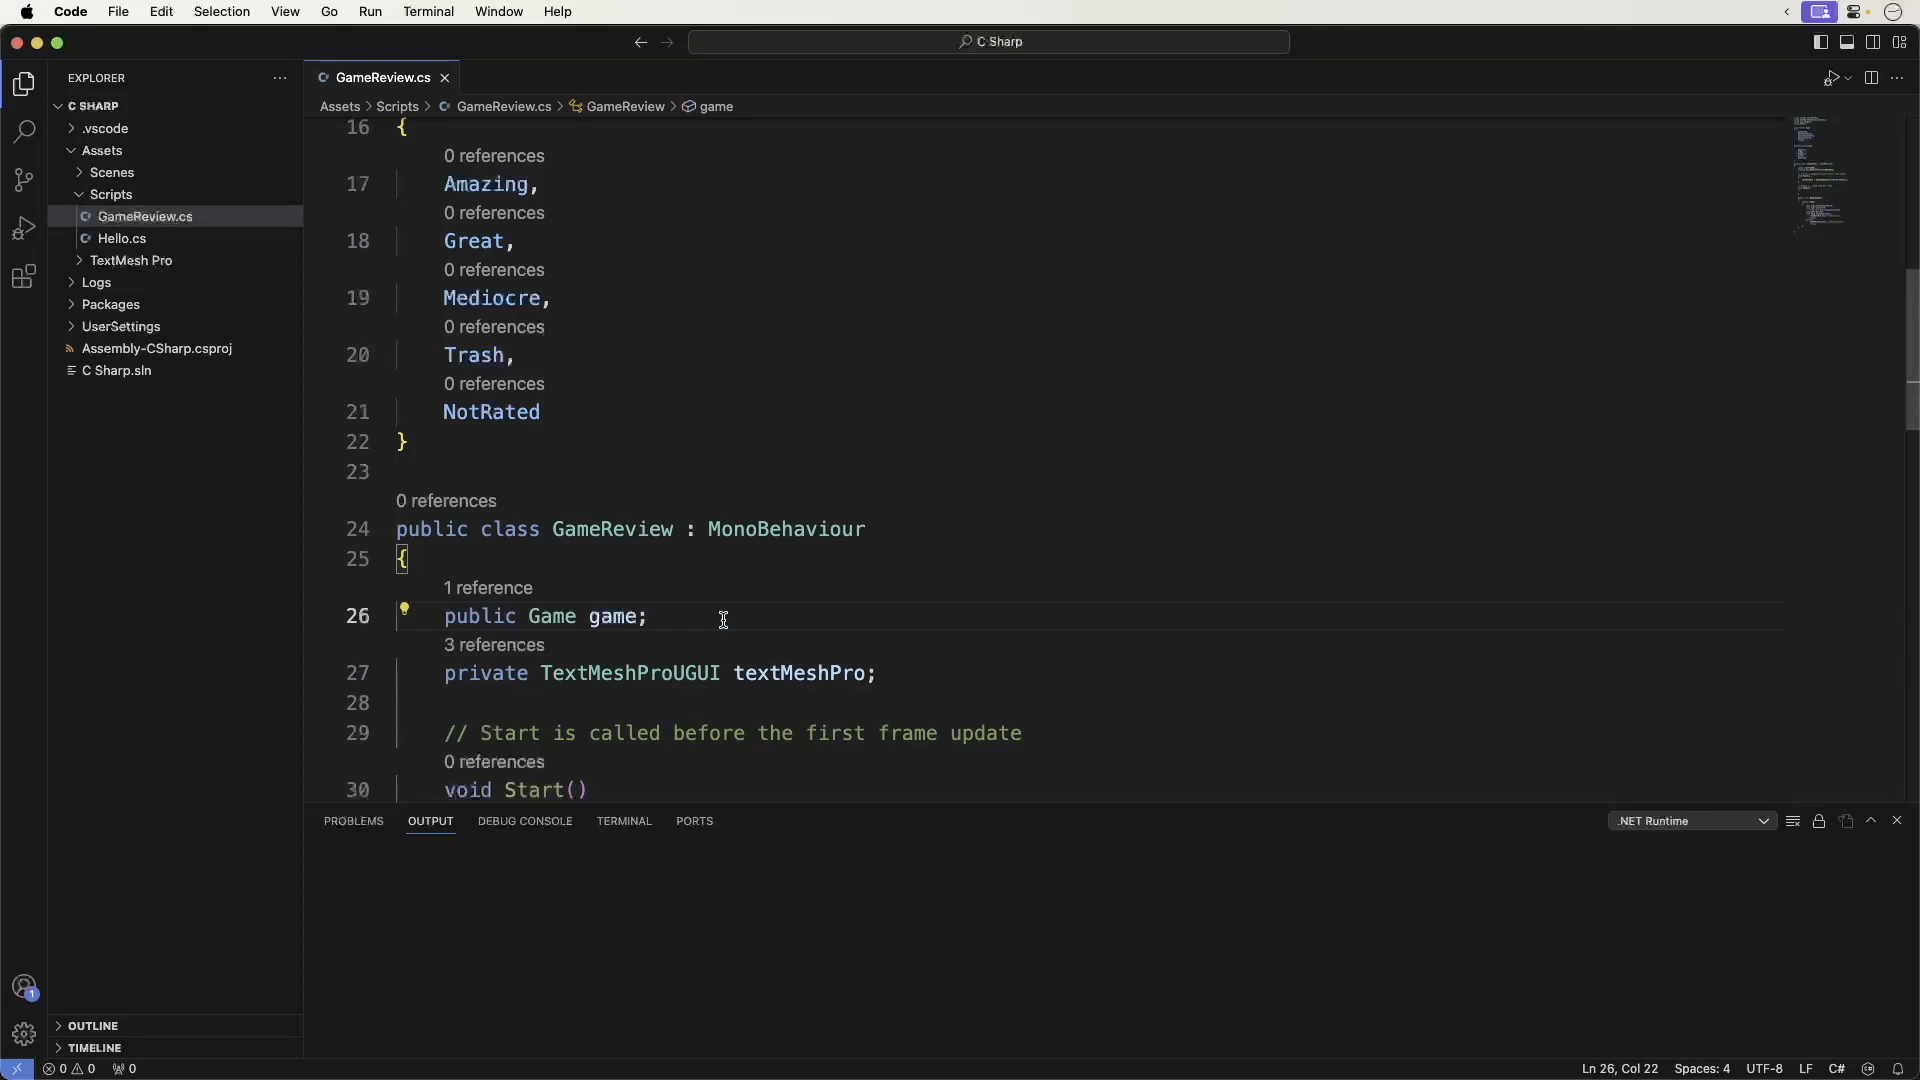 Code File Edit Selection View Go Run Terminal Window Help
C Sharp
EXPLORER
GameReview.cs
Assets > Scripts > GameReview.cs > GameReview > game
C SHARP
.vscode
Assets
Scenes
Scripts
GameReview.cs
Hello.cs
TextMesh Pro
Logs
Packages
UserSettings
Assembly-CSharp.csproj
C Sharp.sln
16 {
0 references
17 Amazing,
0 references
18 Great,
0 references
19 Mediocre,
0 references
20 Trash,
0 references
21 NotRated
22 }
23
0 references
24 public class GameReview : MonoBehaviour
25 {
1 reference
26 public Game game;
3 references
27 private TextMeshProUGUI textMeshPro;
28
29 // Start is called before the first frame update
0 references
30 void Start()
PROBLEMS OUTPUT DEBUG CONSOLE TERMINAL PORTS
.NET Runtime
1
OUTLINE
TIMELINE
0 0 0
Ln 26, Col 22 Spaces: 4 UTF-8 LF C#